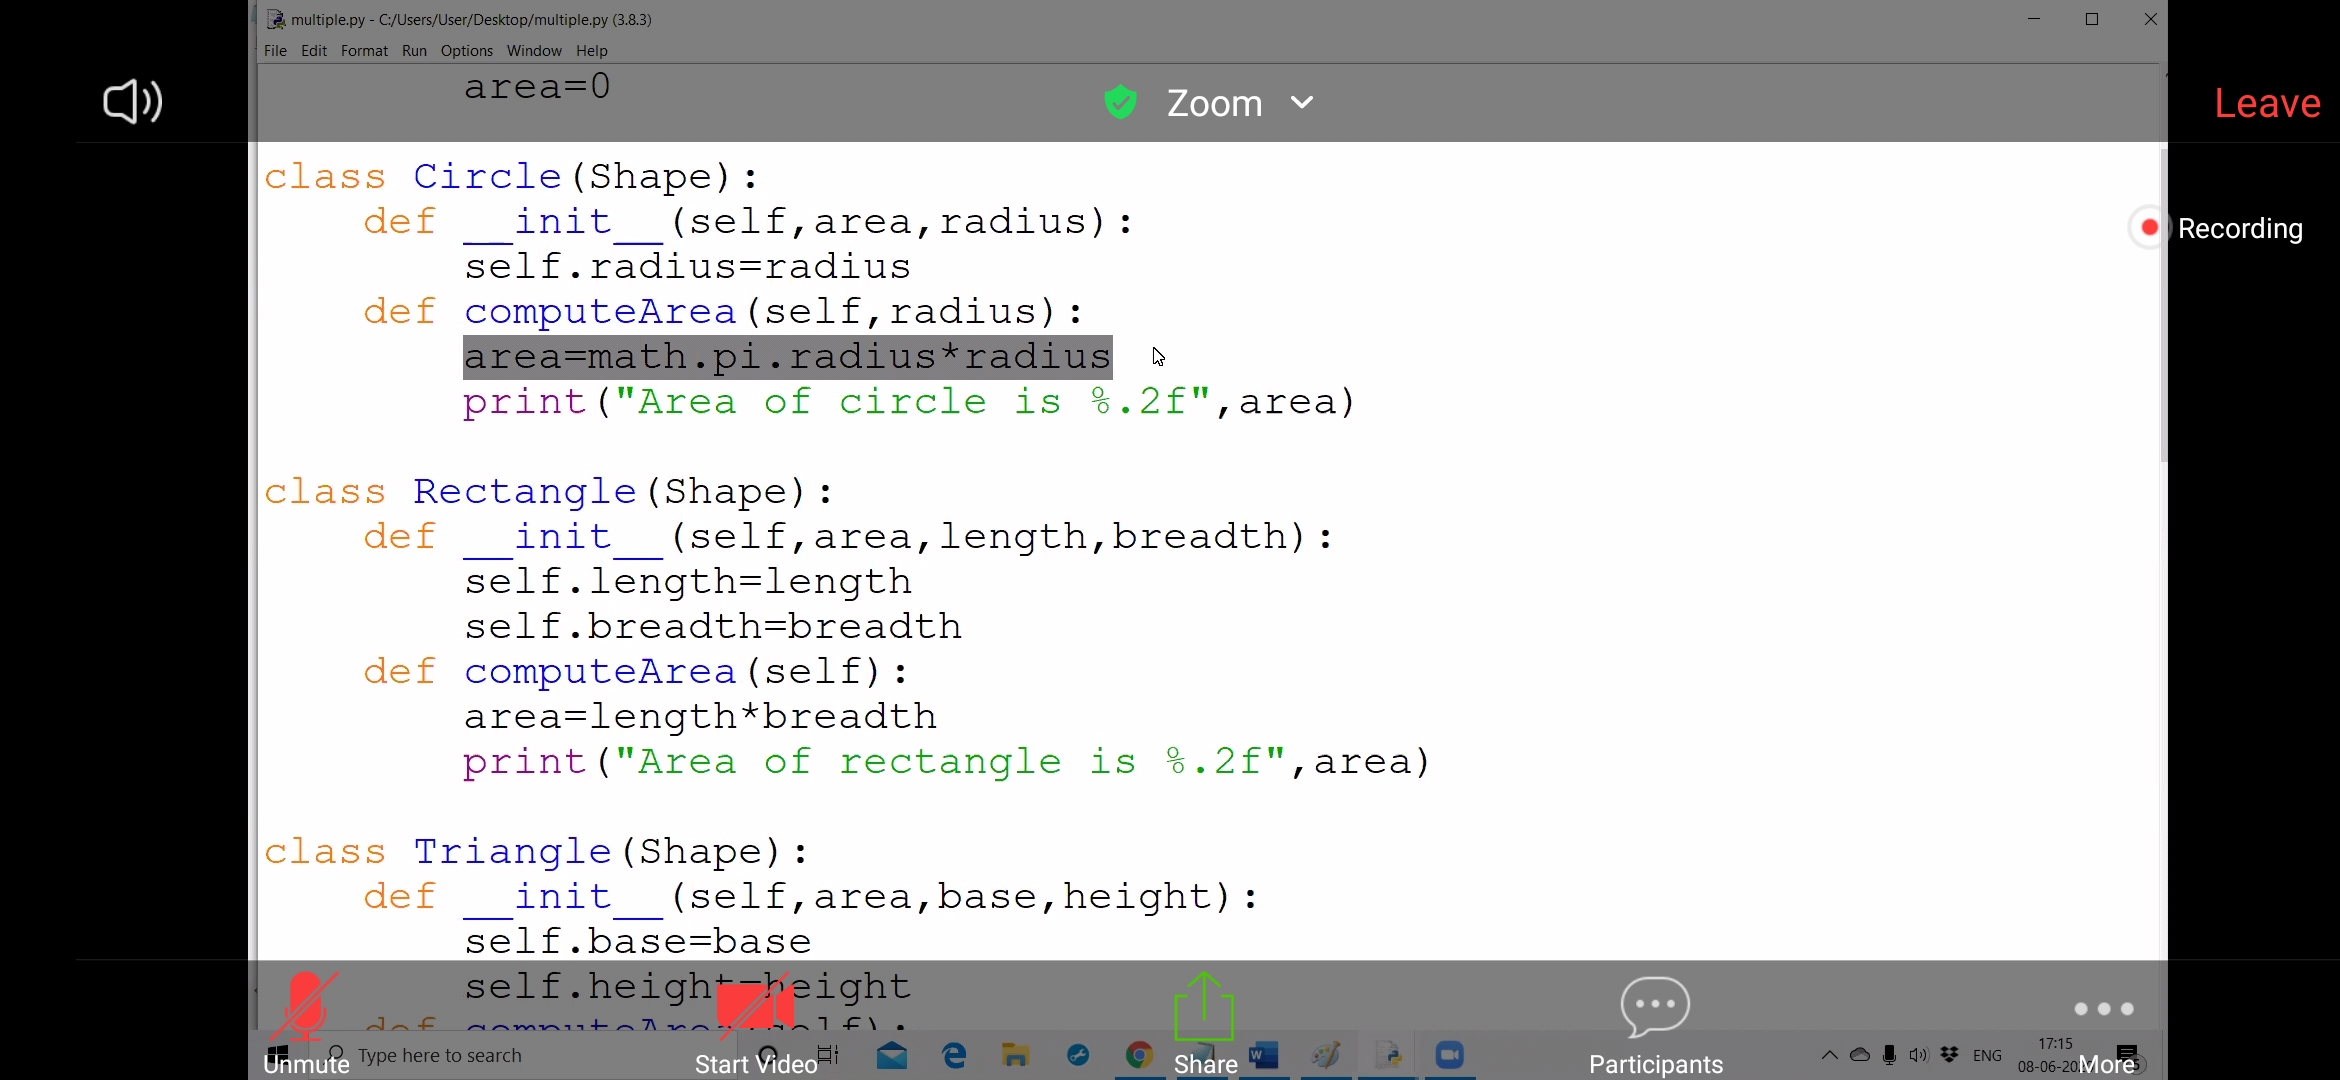 multiple.py - C:/Users/User/Desktop/multiple.py (3.8.3)
File Edit Format Run Options Window Help
area=0
Zoom
Leave
Recording
class Circle(Shape):
def __init__(self,area,radius):
self.radius=radius
def computeArea(self,radius):
area=math.pi.radius*radius
print("Area of circle is %.2f",area)
class Rectangle(Shape):
def __init__(self,area,length,breadth):
self.length=length
self.breadth=breadth
def computeArea(self):
area=length*breadth
print("Area of rectangle is %.2f",area)
class Triangle(Shape):
def __init__(self,area,base,height):
self.base=base
self.height=height
def computeArea(self):
Type here to search
ENG
17:15
Unmute
Start Video
Share
Participants
More